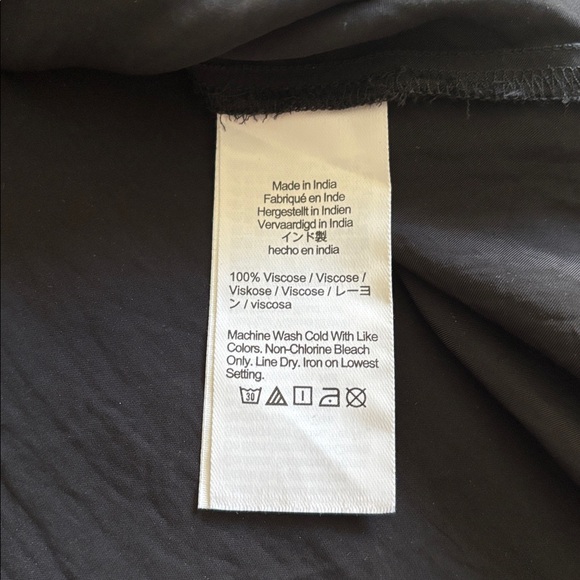 Made in India
Fabriqué en Inde
Hergestellt in Indien
Vervaardigd in India
インド製
hecho en india
100% Viscose / Viscose /
Viskose / Viscose / レーヨ
ン / viscosa
Machine Wash Cold With Like
Colors. Non-Chlorine Bleach
Only. Line Dry. Iron on Lowest
Setting.
30